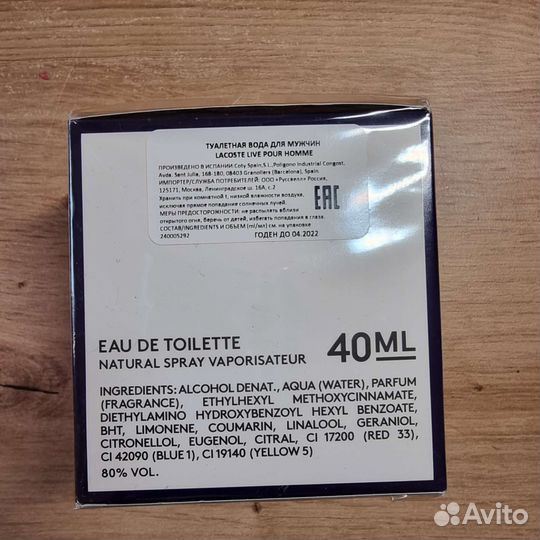 ТУАЛЕТНАЯ ВОДА ДЛЯ МУЖЧИН
LACOSTE LIVE POUR HOMME
ПРОИЗВЕДЕНО В ИСПАНИИ:Coty Spain,S.L.,Poligono Industrial Congost,
Avda. Sent Julia, 168-180, 08403 Granollers (Barcelona), Spain.
ИМПОРТЕР/СЛУЖБА ПОТРЕБИТЕЛЕЙ: ООО «Руссвелл» Россия,
125171, Москва, Ленинградское ш. 16А, с.2
Хранить при комнатной t, низкой влажности воздуха,
исключая прямое попадания солнечных лучей.
МЕРЫ ПРЕДОСТОРОЖНОСТИ: не распылять вблизи
открытого огня, беречь от детей, избегать попадания в глаза.
СОСТАВ/INGREDIENTS И ОБЪЕМ (ml/мл) см. на упаковке
240005292
ГОДЕН ДО 04.2022
EAC
EAU DE TOILETTE
NATURAL SPRAY VAPORISATEUR
40ML
INGREDIENTS: ALCOHOL DENAT., AQUA (WATER), PARFUM
(FRAGRANCE), ETHYLHEXYL METHOXYCINNAMATE,
DIETHYLAMINO HYDROXYBENZOYL HEXYL BENZOATE,
BHT, LIMONENE, COUMARIN, LINALOOL, GERANIOL,
CITRONELLOL, EUGENOL, CITRAL, CI 17200 (RED 33),
CI 42090 (BLUE 1), CI 19140 (YELLOW 5)
80% VOL.
Avito